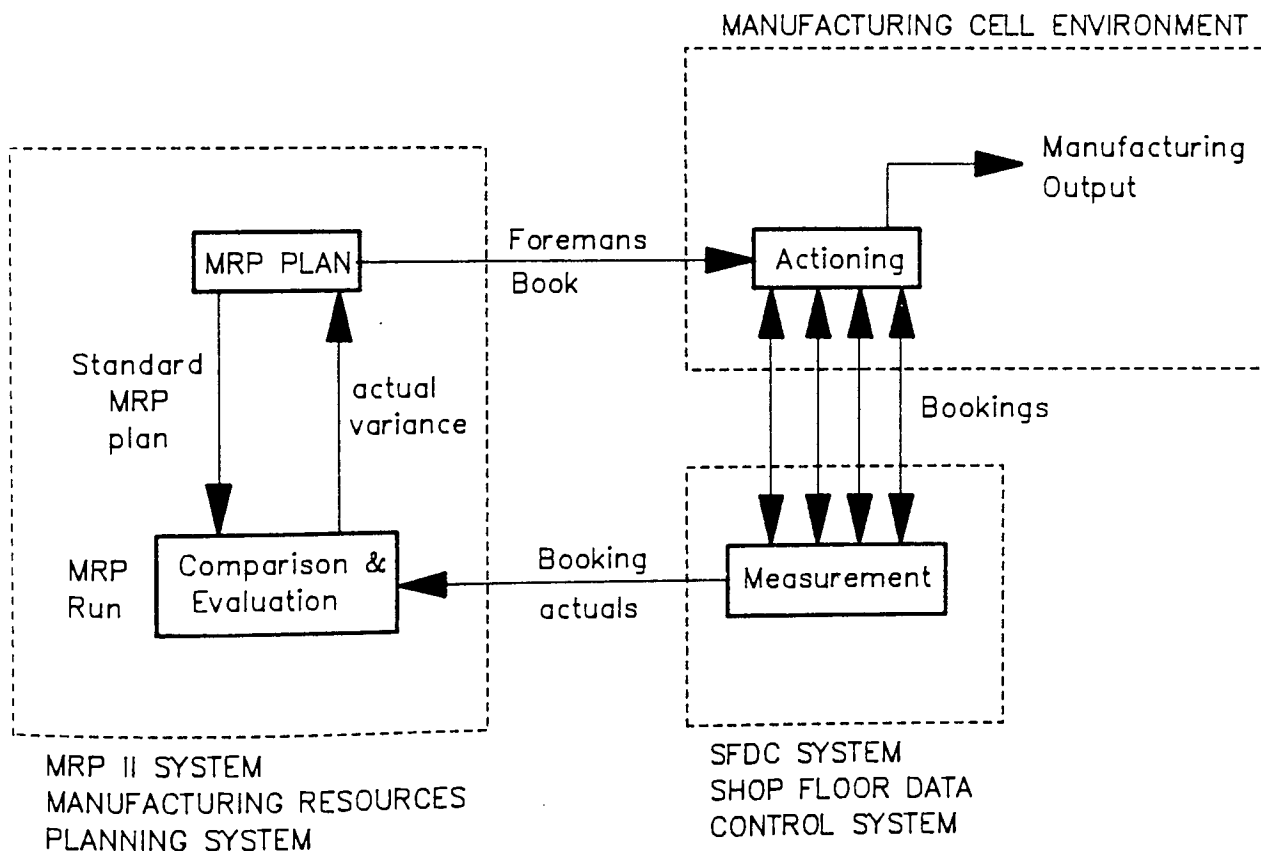 MANUFACTURING CELL ENVIRONMENT
Manufacturing
Output
MRP PLAN
Foremans
Book
Actioning
Standard
MRP
plan
actual
variance
Bookings
MRP
Run
Comparison &
Evaluation
Booking
actuals
Measurement
MRP II SYSTEM
MANUFACTURING RESOURCES
PLANNING SYSTEM
SFDC SYSTEM
SHOP FLOOR DATA
CONTROL SYSTEM